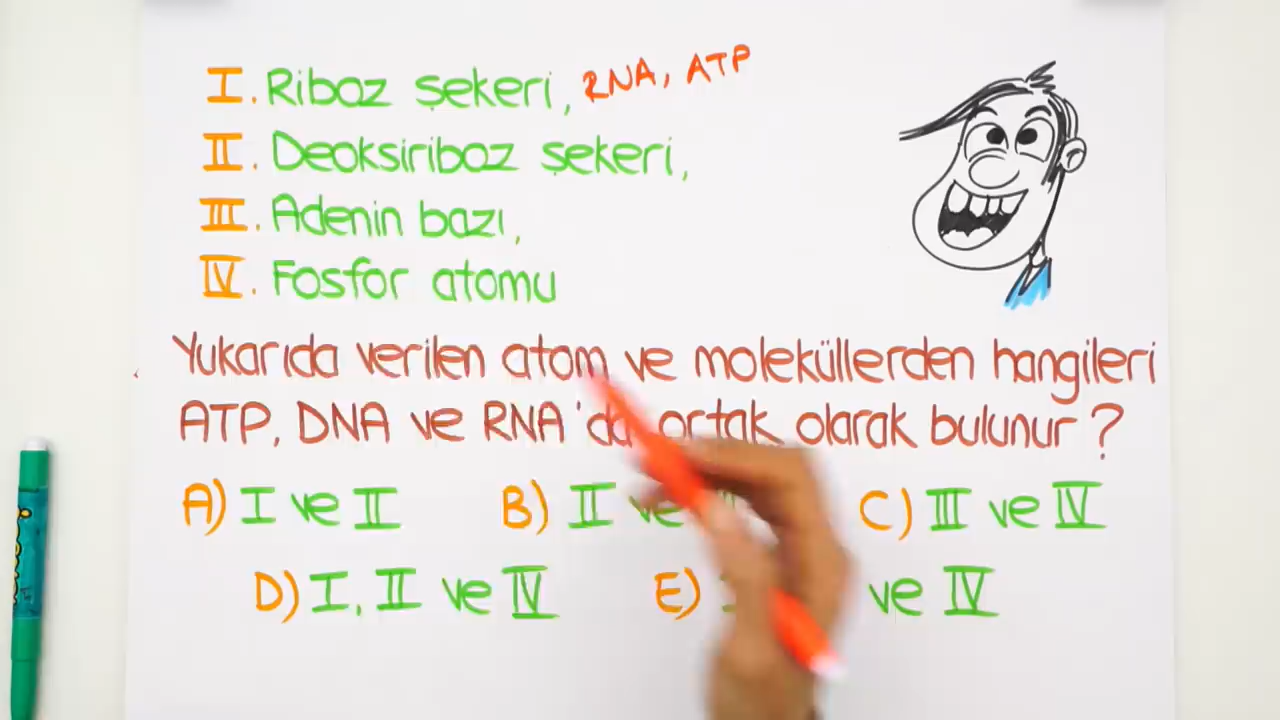 I. Riboz şekeri, RNA, ATP
II. Deoksiriboz şekeri,
III. Adenin bazı,
IV. Fosfor atomu
Yukarıda verilen atom ve moleküllerden hangileri
ATP, DNA ve RNA'da ortak olarak bulunur?
A) I ve II B) II ve C) III ve IV
D) I, II ve IV E) ve IV